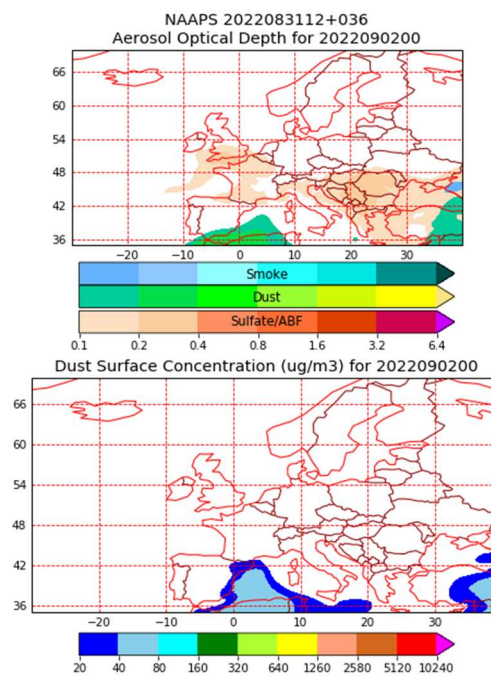 NAAPS 2022083112+036
Aerosol Optical Depth for 2022090200
66
60
54
48
42
36
−20 −10 0 10 20 30
Smoke
Dust
Sulfate/ABF
0.1 0.2 0.4 0.8 1.6 3.2 6.4
Dust Surface Concentration (ug/m3) for 2022090200
66
60
54
48
42
36
−20 −10 0 10 20 30
20 40 80 160 320 640 1260 2580 5120 10240